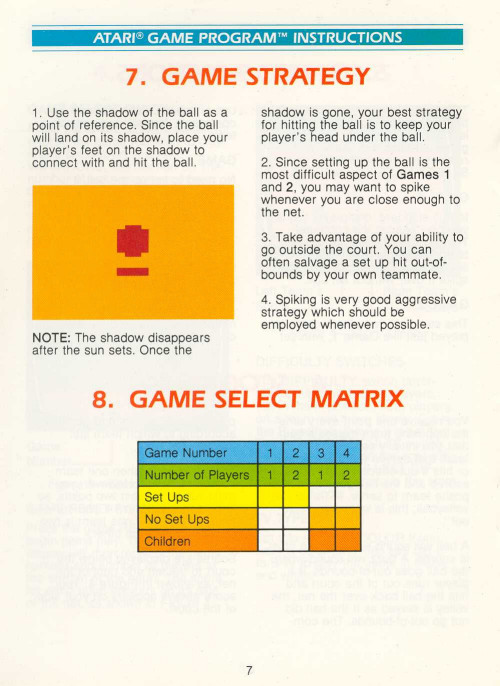 ATARI® GAME PROGRAM™ INSTRUCTIONS
7. GAME STRATEGY
1. Use the shadow of the ball as a
point of reference. Since the ball
will land on its shadow, place your
player's feet on the shadow to
connect with and hit the ball.
NOTE: The shadow disappears
after the sun sets. Once the
shadow is gone, your best strategy
for hitting the ball is to keep your
player's head under the ball.
2. Since setting up the ball is the
most difficult aspect of Games 1
and 2, you may want to spike
whenever you are close enough to
the net.
3. Take advantage of your ability to
go outside the court. You can
often salvage a set up hit out-of-
bounds by your own teammate.
4. Spiking is very good aggressive
strategy which should be
employed whenever possible.
8. GAME SELECT MATRIX
Game Number 1 2 3 4
Number of Players 1 2 1 2
Set Ups
No Set Ups
Children
7